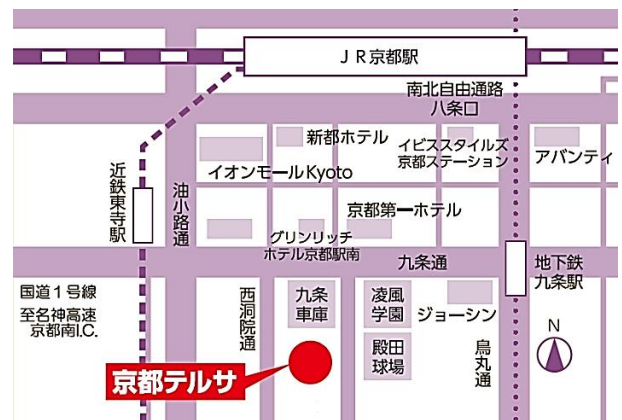 JR京都駅
南北自由通路
八条口
新都ホテル
イビススタイルズ
京都ステーション
アバンティ
イオンモールKyoto
近鉄東寺駅
油小路通
京都第一ホテル
グリンリッチ
ホテル京都駅南
九条通
地下鉄
九条駅
国道1号線
至名神高速
京都南I.C.
西洞院通
九条
車庫
凌風
学園
ジョーシン
殿田
球場
烏丸通
N
京都テルサ